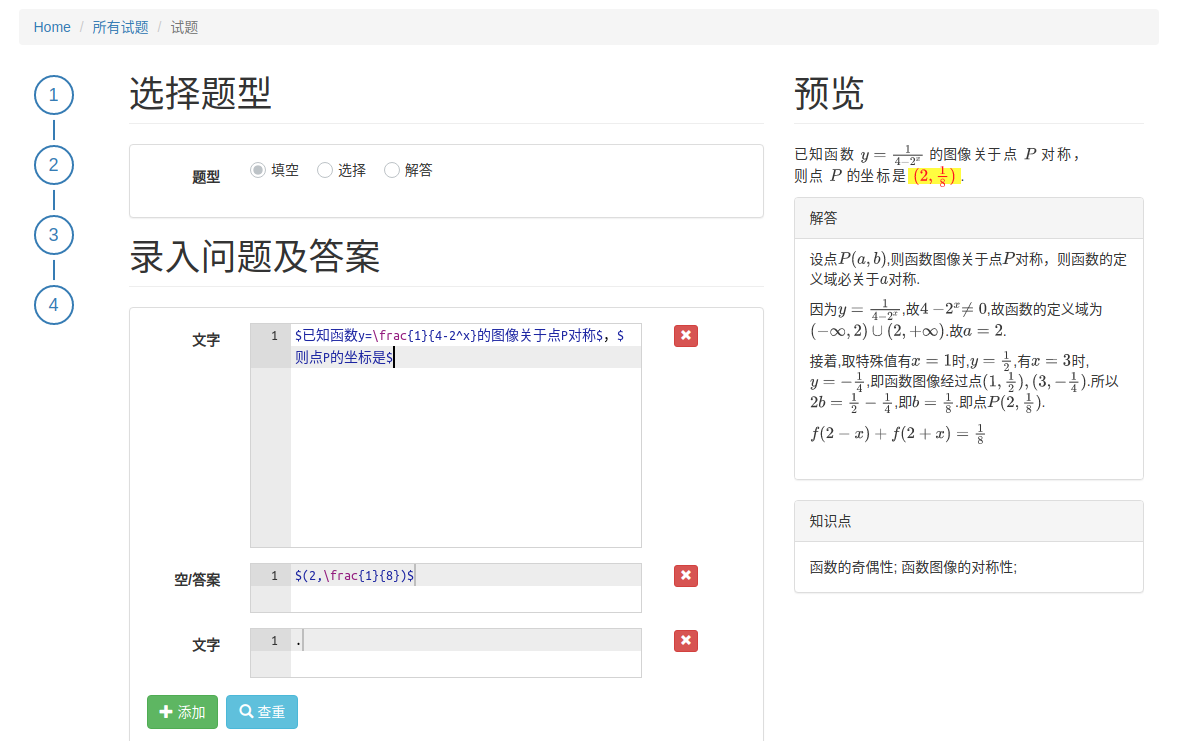 Home / 所有试题 / 试题
1
2
3
4
选择题型
题型 填空 选择 解答
录入问题及答案
文字
1 $已知函数y=\frac{1}{4-2^x}的图像关于点P对称$，$
则点P的坐标是$
空/答案
1 $(2,\frac{1}{8})$
文字
1 .
添加 查重
预览
已知函数 y = \frac{1}{4-2^x} 的图像关于点 P 对称，
则点 P 的坐标是 (2, \frac{1}{8}).
解答
设点P(a, b),则函数图像关于点P对称，则函数的定
义域必关于a对称.
因为y = \frac{1}{4-2^x},故4 − 2^x ≠ 0,故函数的定义域为
(−∞, 2) ∪ (2, +∞).故a = 2.
接着,取特殊值有x = 1时,y = \frac{1}{2},有x = 3时,
y = −\frac{1}{4},即函数图像经过点(1, \frac{1}{2}), (3, −\frac{1}{4}).所以
2b = \frac{1}{2} − \frac{1}{4},即b = \frac{1}{8}.即点P(2, \frac{1}{8}).
f(2 − x) + f(2 + x) = \frac{1}{8}
知识点
函数的奇偶性; 函数图像的对称性;